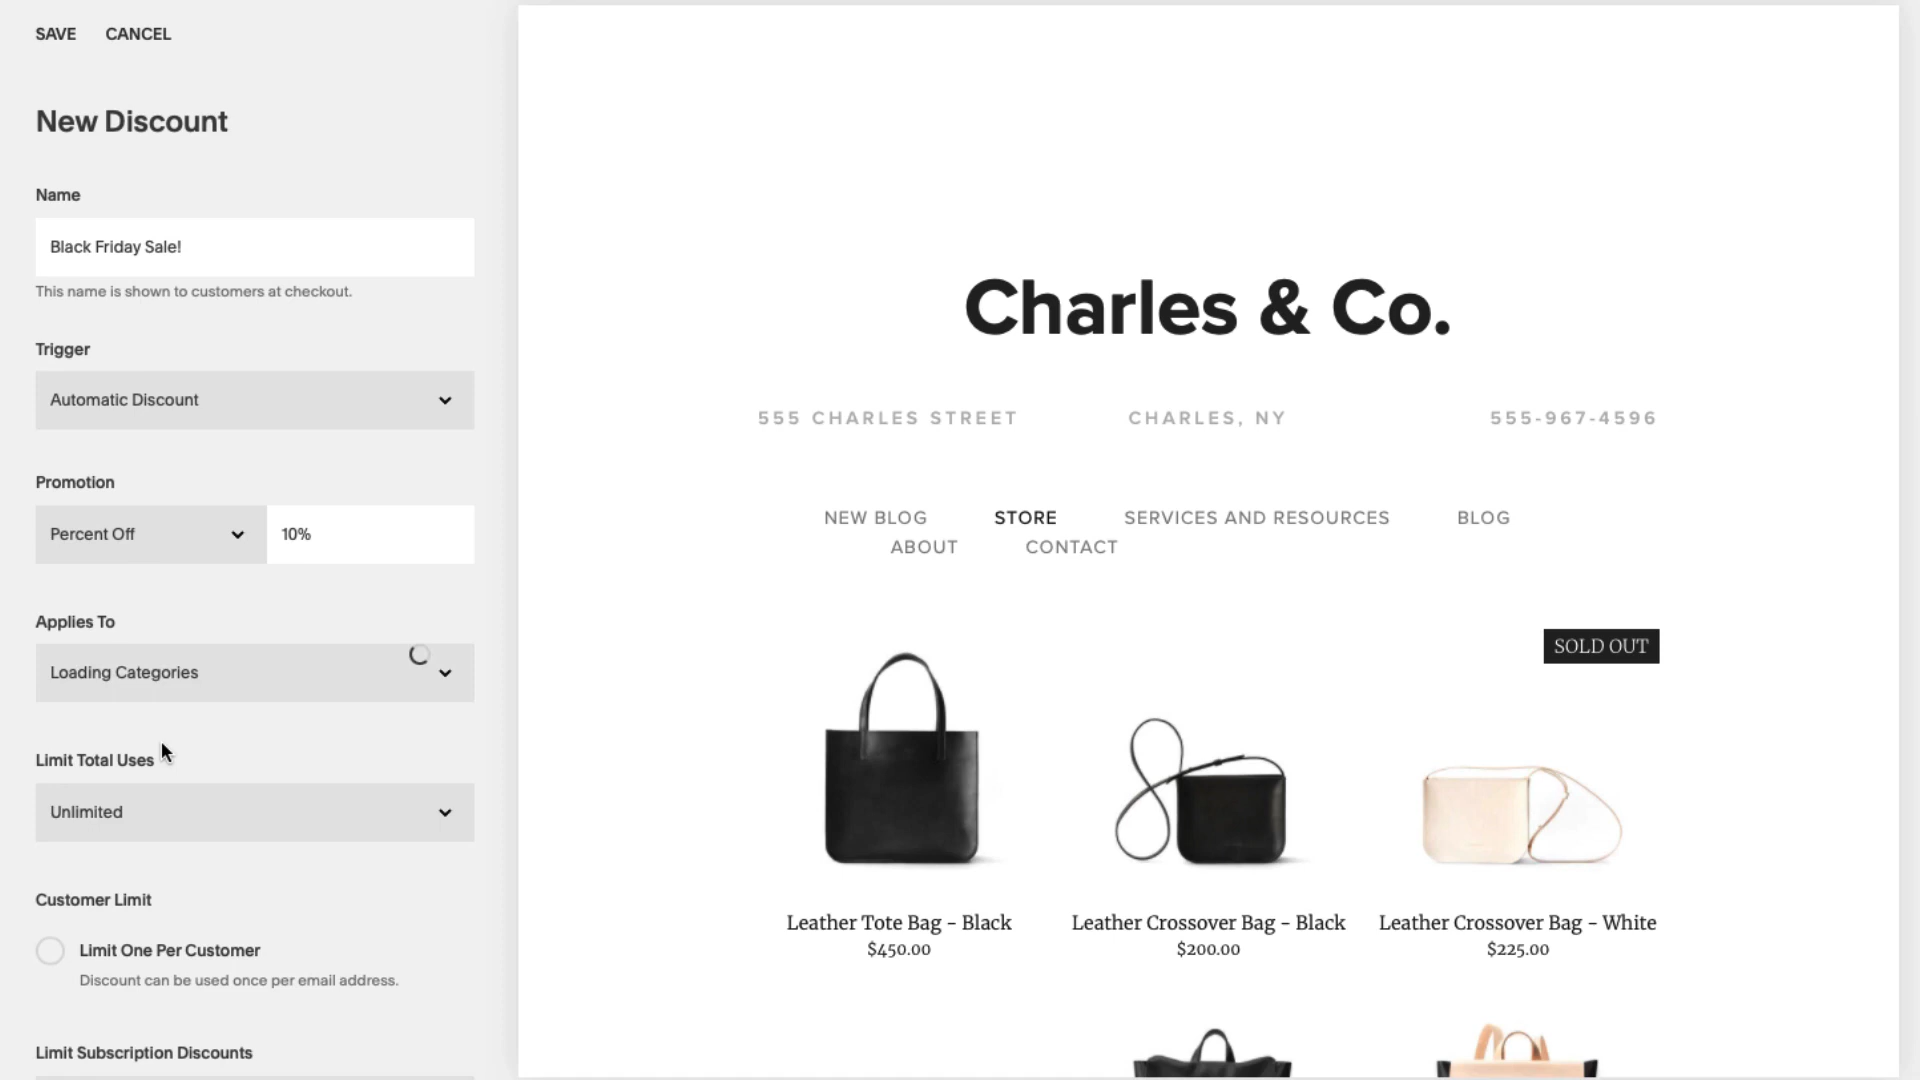 SAVE CANCEL
New Discount
Name
Black Friday Sale!
This name is shown to customers at checkout.
Trigger
Automatic Discount
Promotion
Percent Off 10%
Applies To
Loading Categories
Limit Total Uses
Unlimited
Customer Limit
Limit One Per Customer
Discount can be used once per email address.
Limit Subscription Discounts
Charles & Co.
555 CHARLES STREET CHARLES, NY 555-967-4596
NEW BLOG STORE SERVICES AND RESOURCES BLOG
ABOUT CONTACT
SOLD OUT
Leather Tote Bag - Black Leather Crossover Bag - Black Leather Crossover Bag - White
$450.00 $200.00 $225.00